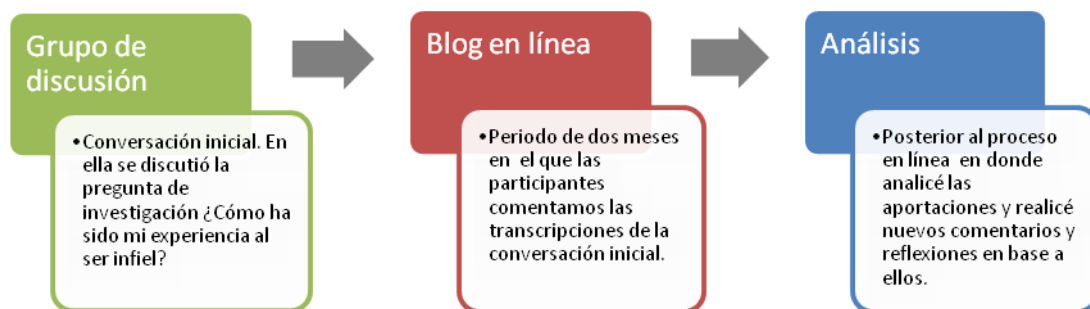 Grupo de
discusión
•Conversación inicial. En
ella se discutió la
pregunta de
investigación ¿Cómo ha
sido mi experiencia al
ser infiel?
Blog en línea
•Periodo de dos meses
en el que las
participantes
comentamos las
transcripciones de la
conversación inicial.
Análisis
•Posterior al proceso
en línea en donde
analicé las
aportaciones y realicé
nuevos comentarios y
reflexiones en base a
ellos.